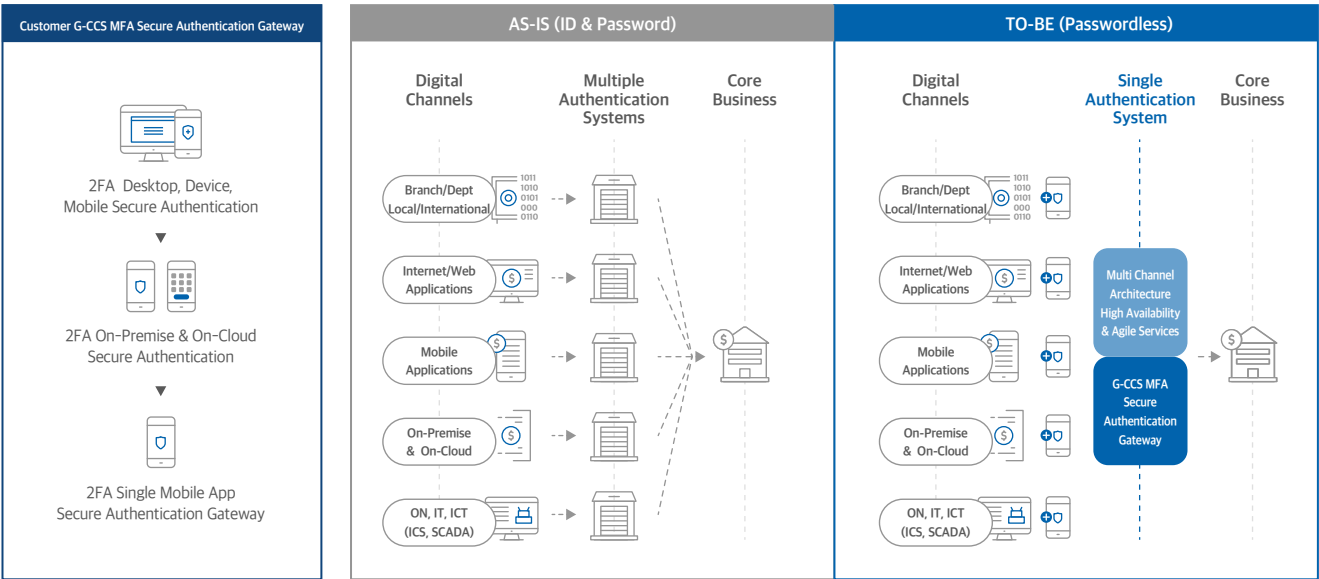 Customer G-CCS MFA Secure Authentication Gateway
2FA Desktop, Device,
Mobile Secure Authentication
2FA On-Premise & On-Cloud
Secure Authentication
2FA Single Mobile App
Secure Authentication Gateway
AS-IS (ID & Password)
Digital
Channels
Multiple
Authentication
Systems
Core
Business
Branch/Dept
Local/International
1011
1010
0101
000
0110
Internet/Web
Applications
$
Mobile
Applications
$
On-Premise
& On-Cloud
$
ON, IT, ICT
(ICS, SCADA)
$
TO-BE (Passwordless)
Digital
Channels
Single
Authentication
System
Core
Business
Branch/Dept
Local/International
1011
1010
0101
000
0110
Internet/Web
Applications
$
Mobile
Applications
$
On-Premise
& On-Cloud
$
ON, IT, ICT
(ICS, SCADA)
Multi Channel
Architecture
High Availability
& Agile Services
G-CCS MFA
Secure
Authentication
Gateway
$